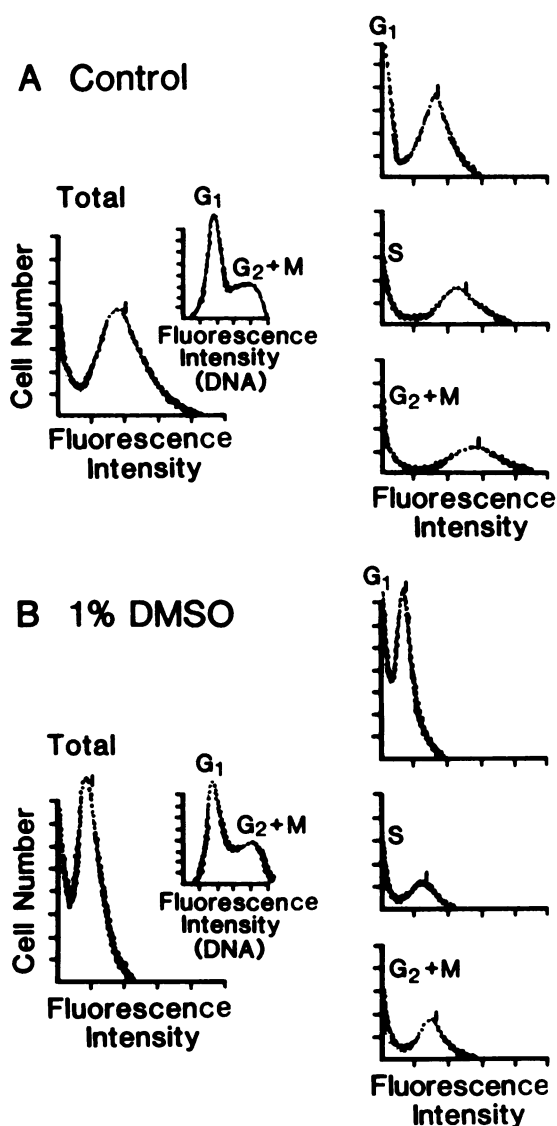 A Control
Total
Cell Number
Fluorescence
Intensity
G1
G2+M
Fluorescence
Intensity
(DNA)
G1
S
G2+M
Fluorescence
Intensity
B 1% DMSO
Total
Cell Number
Fluorescence
Intensity
G1
G2+M
Fluorescence
Intensity
(DNA)
G1
S
G2+M
Fluorescence
Intensity